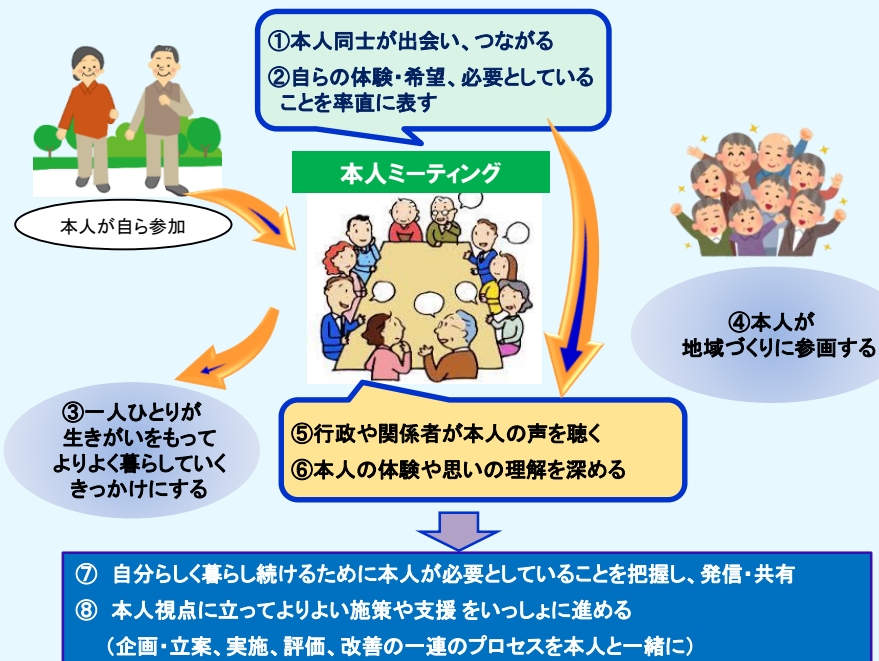 ①本人同士が出会い、つながる
②自らの体験・希望、必要としている
ことを率直に表す
本人ミーティング
本人が自ら参加
④本人が
地域づくりに参画する
③一人ひとりが
生きがいをもって
よりよく暮らしていく
きっかけにする
⑤行政や関係者が本人の声を聴く
⑥本人の体験や思いの理解を深める
⑦ 自分らしく暮らし続けるために本人が必要としていることを把握し、発信・共有
⑧ 本人視点に立ってよりよい施策や支援をいっしょに進める
（企画・立案、実施、評価、改善の一連のプロセスを本人と一緒に）